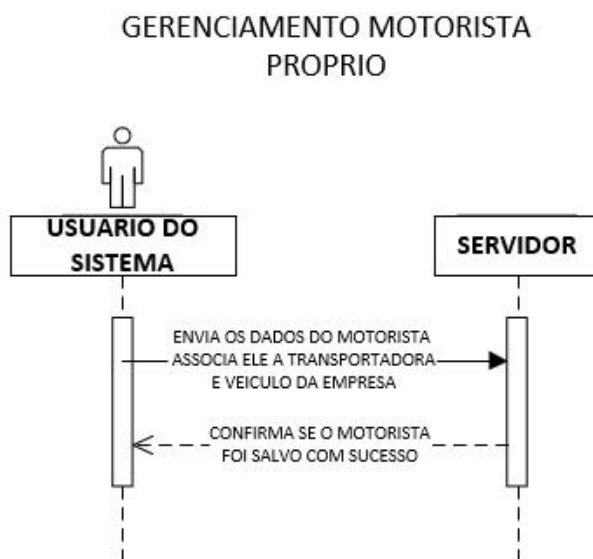 GERENCIAMENTO MOTORISTA
PROPRIO
USUARIO DO
SISTEMA
SERVIDOR
ENVIA OS DADOS DO MOTORISTA
ASSOCIA ELE A TRANSPORTADORA
E VEICULO DA EMPRESA
CONFIRMA SE O MOTORISTA
FOI SALVO COM SUCESSO